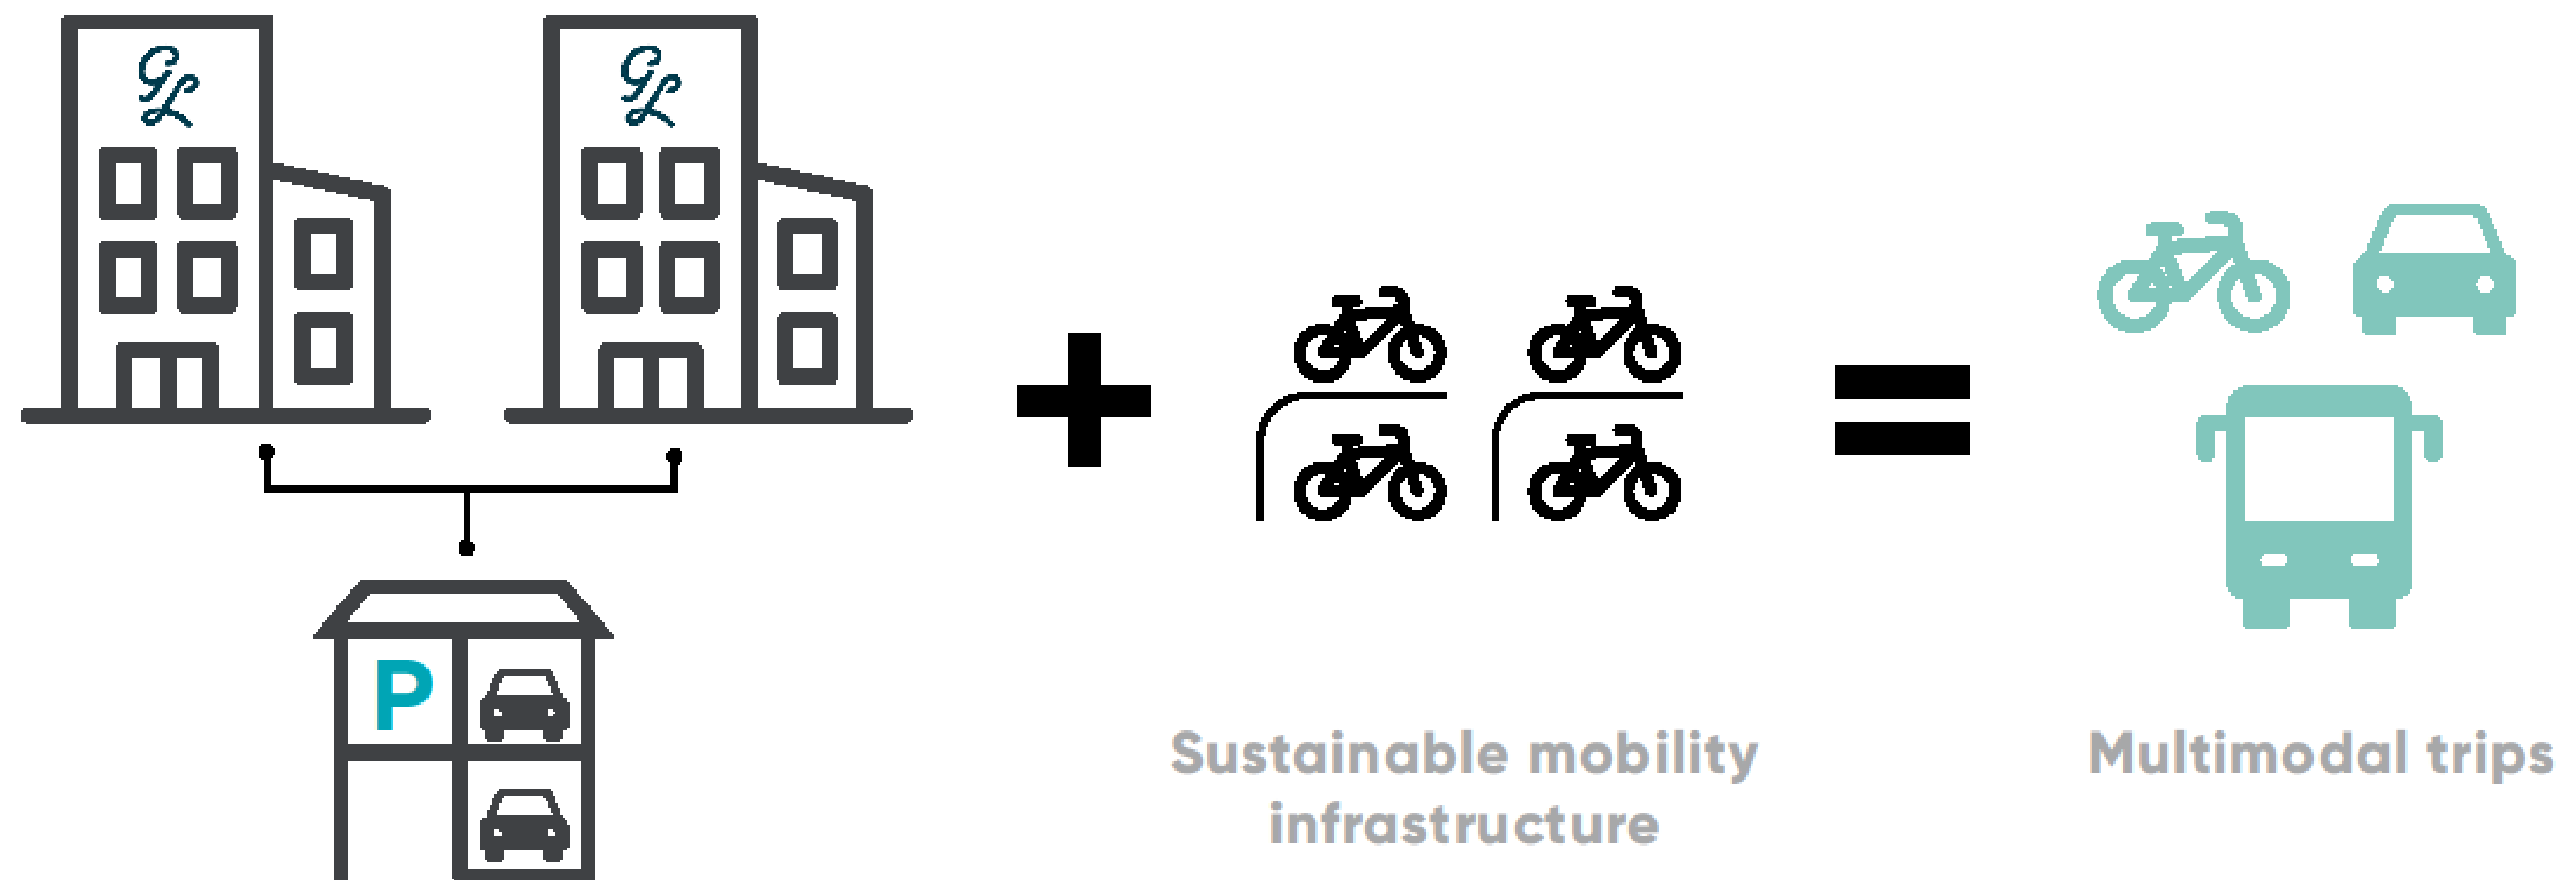 GL
GL
P
Sustainable mobility
infrastructure
Multimodal trips